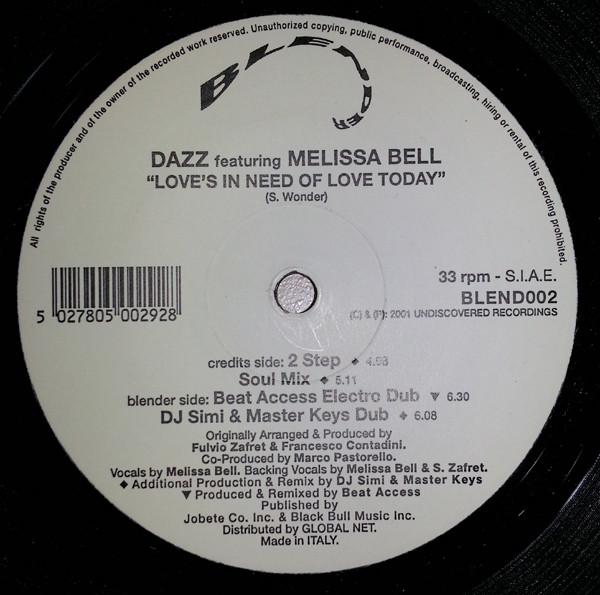 All rights of the producer and of the owner of the recorded work reserved. Unauthorized copying, public performance, broadcasting, hiring or rental of this recording prohibited.
BLENDER
DAZZ featuring MELISSA BELL
“LOVE'S IN NEED OF LOVE TODAY”
(S. Wonder)
5 027805 002928
33 rpm - S.I.A.E.
BLEND002
(C) & (P): 2001 UNDISCOVERED RECORDINGS
credits side: 2 Step ◆
Soul Mix ◆ 5.11
blender side: Beat Access Electro Dub ▼ 6.30
DJ Simi & Master Keys Dub ◆ 6.08
Originally Arranged & Produced by
Fulvio Zafret & Francesco Contadini.
Co-Produced by Marco Pastorello.
Vocals by Melissa Bell. Backing Vocals by Melissa Bell & S. Zafret.
◆ Additional Production & Remix by DJ Simi & Master Keys
▼ Produced & Remixed by Beat Access
Published by
Jobete Co. Inc. & Black Bull Music Inc.
Distributed by GLOBAL NET.
Made in ITALY.